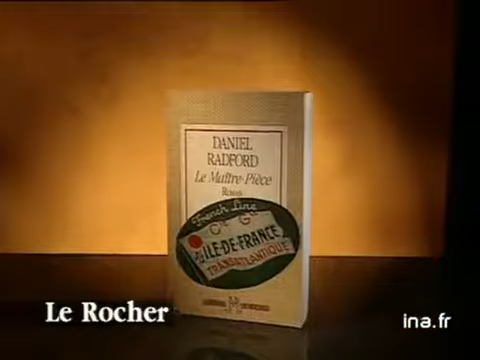 DANIEL
RADFORD
Le Maître-Pièce
Roman
French Line
Cie Gle
ILE-DE-FRANCE
TRANSATLANTIQUE
Le Rocher
ina.fr